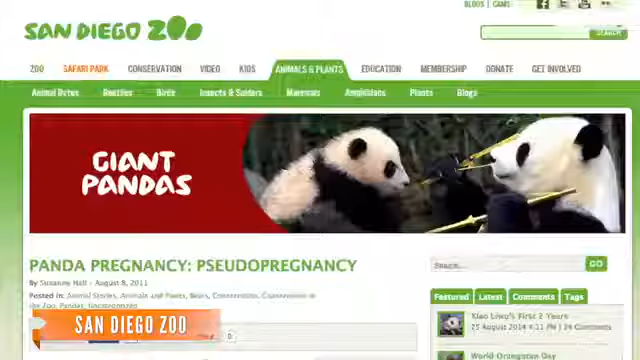 BLOGS | CAMS
SAN DIEGO ZOO
SEARCH
ZOO SAFARI PARK CONSERVATION VIDEO KIDS ANIMALS & PLANTS EDUCATION MEMBERSHIP DONATE GET INVOLVED
Animal Bytes Reptiles Birds Insects & Spiders Mammals Amphibians Plants Blogs
GIANT
PANDAS
PANDA PREGNANCY: PSEUDOPREGNANCY
By Suzanne Hall - August 8, 2011
Posted in: Animal Stories, Animals and Plants, Bears, Conservation, Conservation at
the Zoo, Pandas, Uncategorized
0
Search...
GO
Featured Latest Comments Tags
Xiao Liwu's First 2 Years
25 August 2014 4:11 PM | 24 Comments
World Orangutan Day
SAN DIEGO ZOO